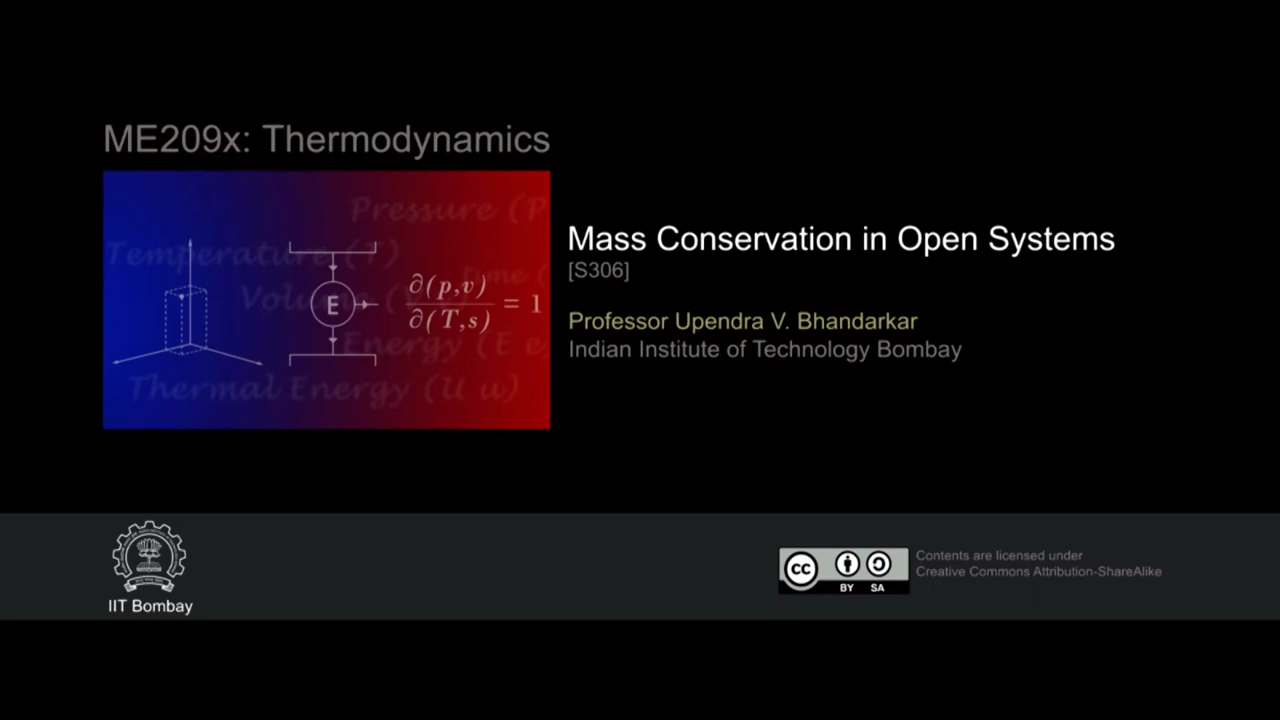 ME209x: Thermodynamics
Pressure (P
Temperature (T)
E
∂(p,v)
∂(T,s)
= 1
Energy (E e
Thermal Energy (U u)
Mass Conservation in Open Systems
[S306]
Professor Upendra V. Bhandarkar
Indian Institute of Technology Bombay
IIT Bombay
cc
BY SA
Contents are licensed under
Creative Commons Attribution-ShareAlike